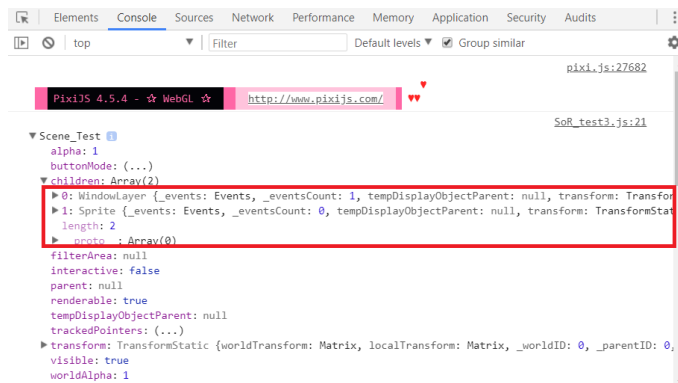 Elements Console Sources Network Performance Memory Application Security Audits
top Filter Default levels Group similar
pixi.js:27682
PixiJS 4.5.4 - ☆ WebGL ☆ http://www.pixijs.com/ ♥♥♥
SoR_test3.js:21
Scene_Test
alpha: 1
buttonMode: (...)
children: Array(2)
0: WindowLayer {_events: Events, _eventsCount: 1, tempDisplayObjectParent: null, transform: Transfor
1: Sprite {_events: Events, _eventsCount: 0, tempDisplayObjectParent: null, transform: TransformStat
length: 2
__proto__: Array(0)
filterArea: null
interactive: false
parent: null
renderable: true
tempDisplayObjectParent: null
trackedPointers: (...)
transform: TransformStatic {worldTransform: Matrix, localTransform: Matrix, _worldID: 0, _parentID: 0,
visible: true
worldAlpha: 1